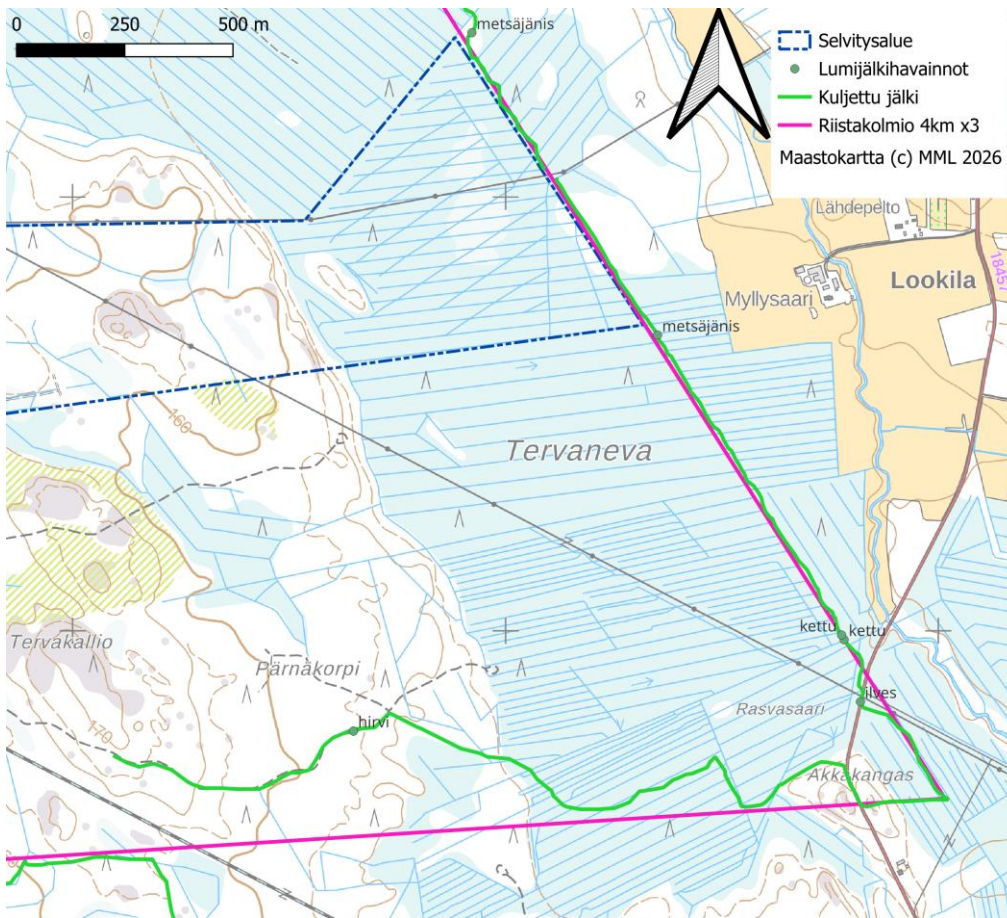 0 250 500 m
metsäjänis
Selvitysalue
Lumijälkihavainnot
Kuljettu jälki
Riistakolmio 4km x3
Maastokartta (c) MML 2026
Lähdepelto
18457
Lookila
Myllysaari
metsäjänis
160
Tervaneva
kettu
kettu
Tervakallio
Pärnäkorpi
ilves
Rasvasaari
hirvi
170
Akkakangas